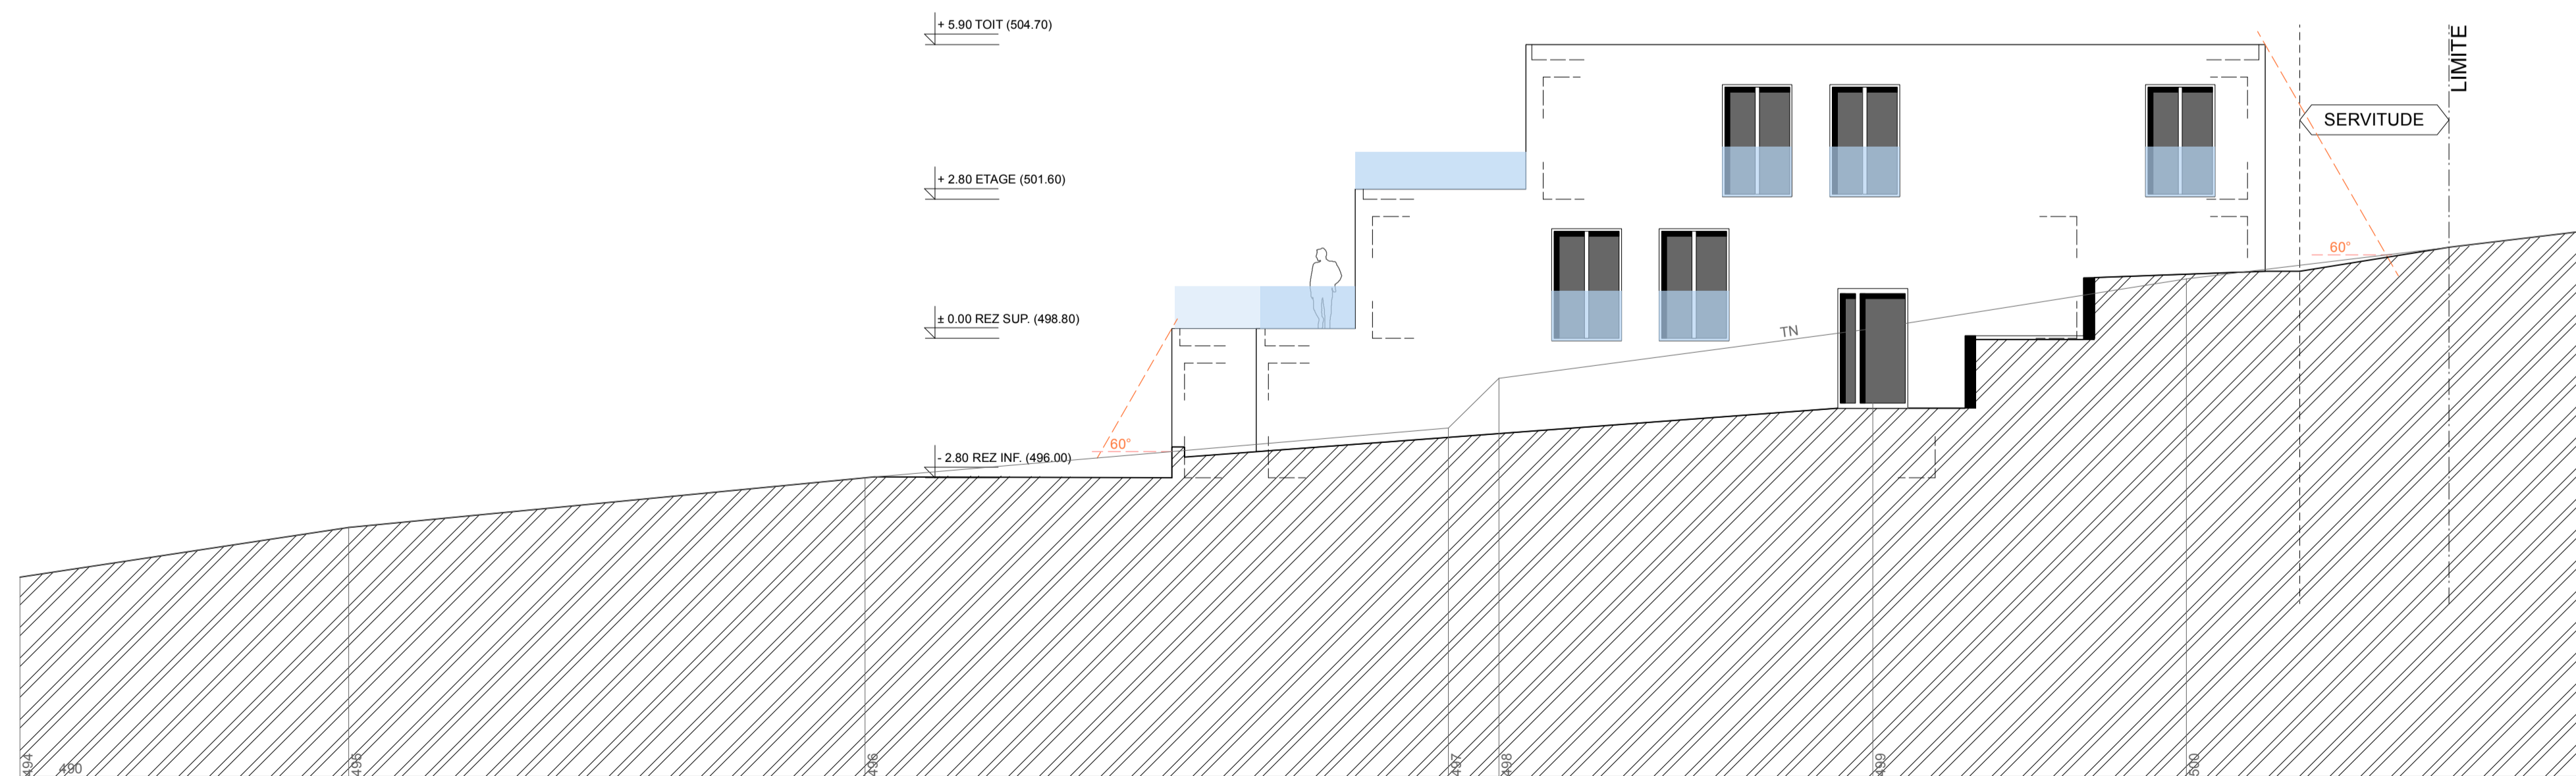 + 5.90 TOIT (504.70)
LIMITE
SERVITUDE
+ 2.80 ETAGE (501.60)
60°
± 0.00 REZ SUP. (498.80)
TN
60°
- 2.80 REZ INF. (496.00)
494
490
495
496
497
498
499
500